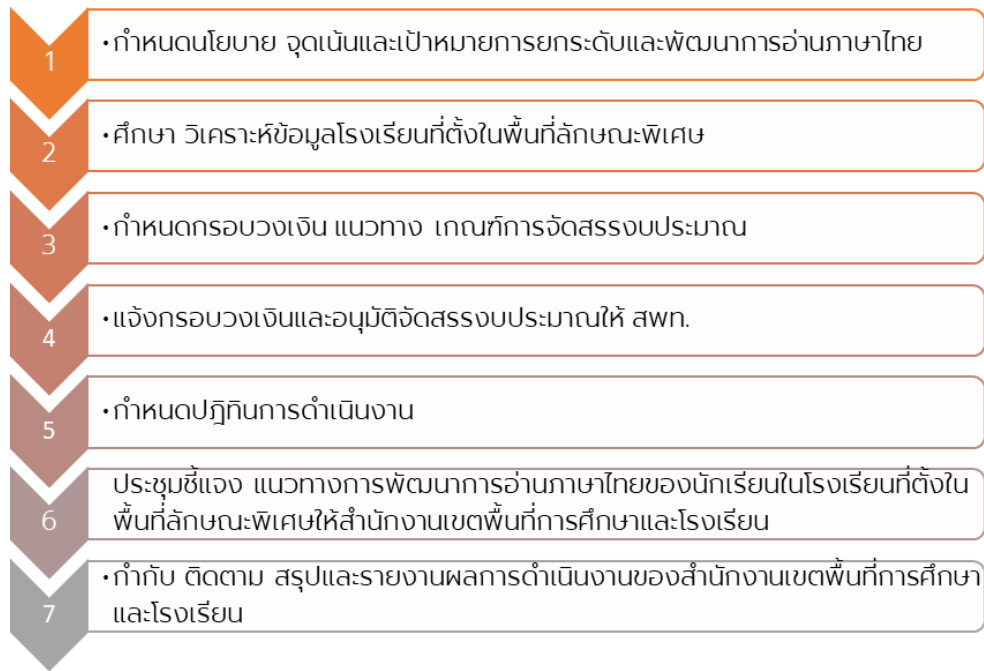 1
•กำหนดนโยบาย จุดเน้นและเป้าหมายการยกระดับและพัฒนาการอ่านภาษาไทย
2
•ศึกษา วิเคราะห์ข้อมูลโรงเรียนที่ตั้งในพื้นที่ลักษณะพิเศษ
3
•กำหนดกรอบวงเงิน แนวทาง เกณฑ์การจัดสรรงบประมาณ
4
•แจ้งกรอบวงเงินและอนุมัติจัดสรรงบประมาณให้ สพท.
5
•กำหนดปฎิทินการดำเนินงาน
6
ประชุมชี้แจง แนวทางการพัฒนาการอ่านภาษาไทยของนักเรียนในโรงเรียนที่ตั้งใน
พื้นที่ลักษณะพิเศษให้สำนักงานเขตพื้นที่การศึกษาและโรงเรียน
7
•กำกับ ติดตาม สรุปและรายงานผลการดำเนินงานของสำนักงานเขตพื้นที่การศึกษา
และโรงเรียน